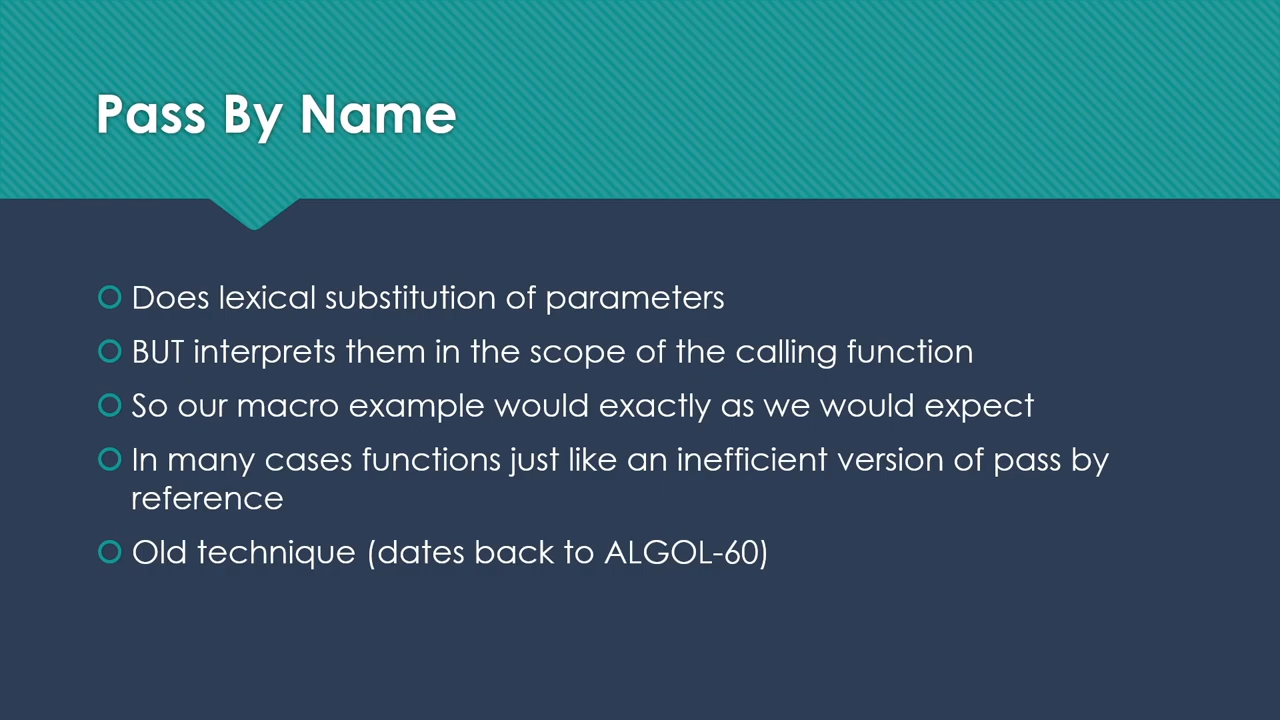 Pass By Name
Does lexical substitution of parameters
BUT interprets them in the scope of the calling function
So our macro example would exactly as we would expect
In many cases functions just like an inefficient version of pass by
reference
Old technique (dates back to ALGOL-60)